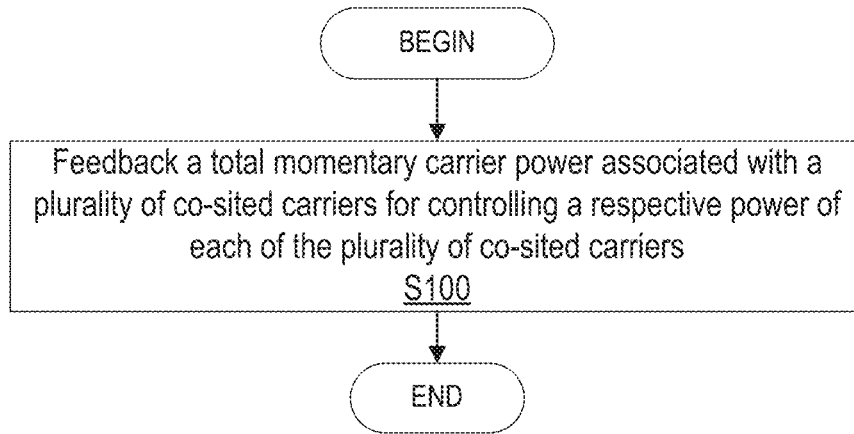 BEGIN
Feedback a total momentary carrier power associated with a
plurality of co-sited carriers for controlling a respective power of
each of the plurality of co-sited carriers
S100
END